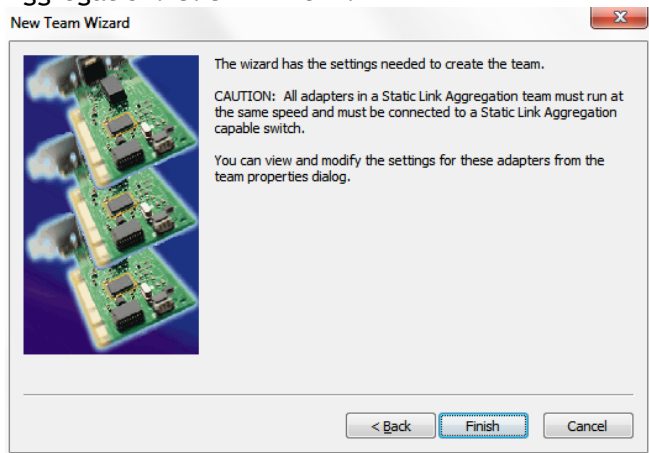 New Team Wizard
The wizard has the settings needed to create the team.
CAUTION: All adapters in a Static Link Aggregation team must run at
the same speed and must be connected to a Static Link Aggregation
capable switch.
You can view and modify the settings for these adapters from the
team properties dialog.
< Back
Finish
Cancel